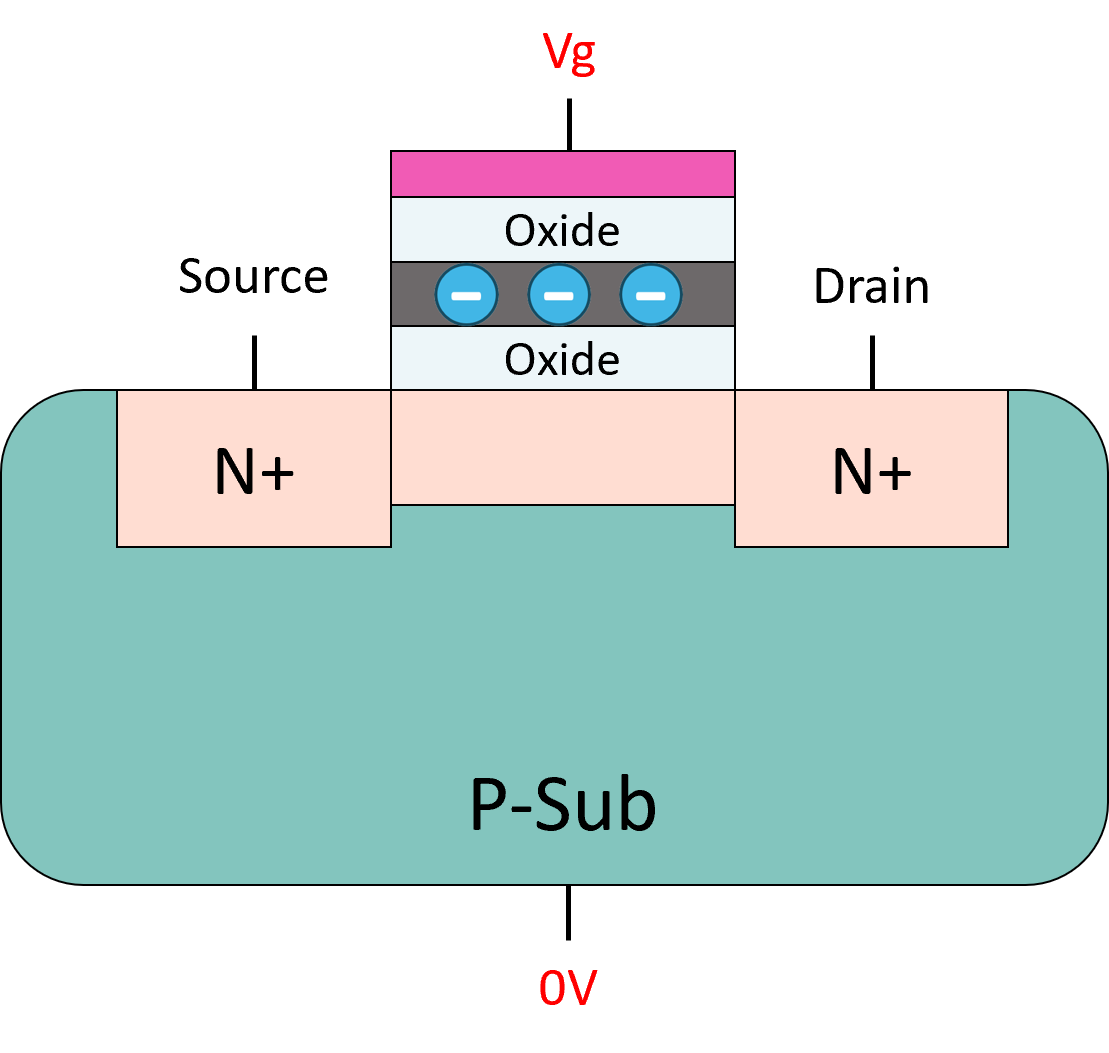 Vg
Oxide
Source
Drain
Oxide
N+
N+
P-Sub
0V